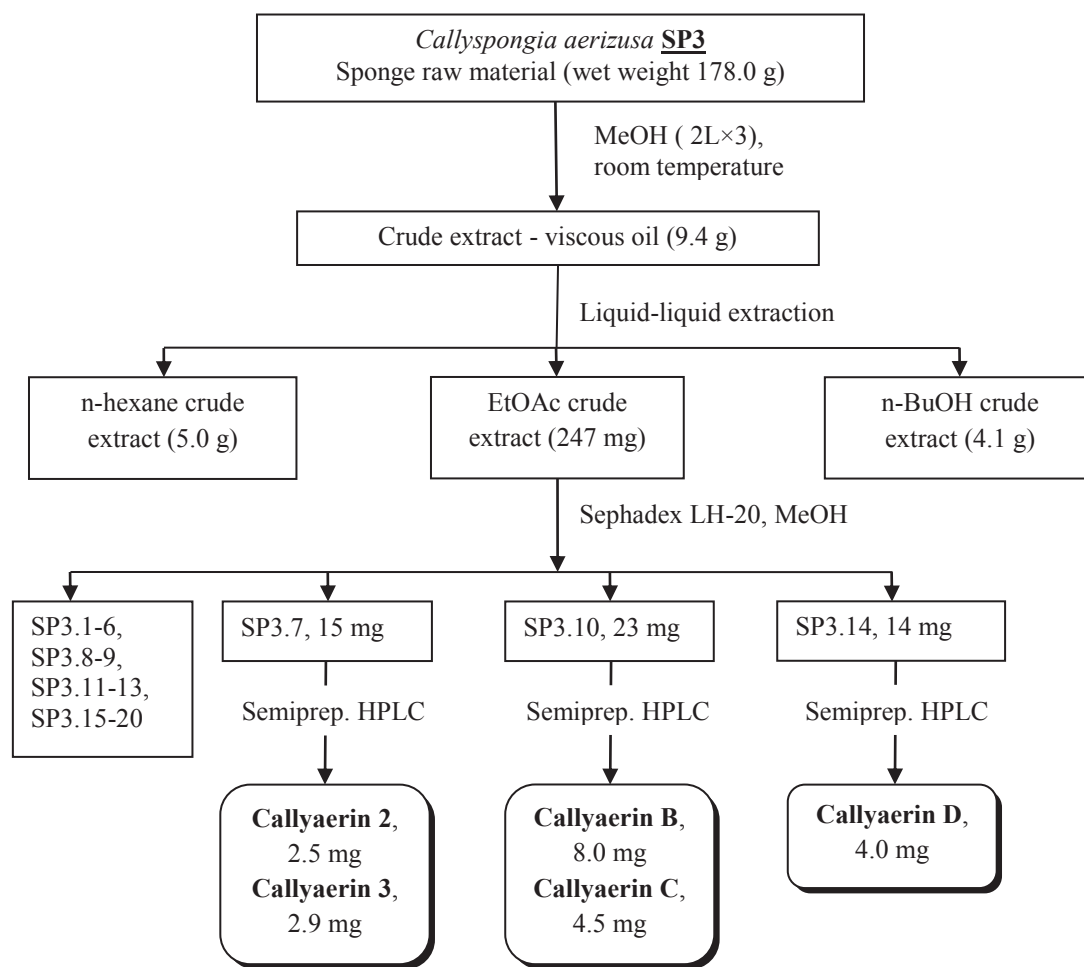 Callyspongia aerizusa SP3
Sponge raw material (wet weight 178.0 g)
MeOH ( 2L×3),
room temperature
Crude extract - viscous oil (9.4 g)
Liquid-liquid extraction
n-hexane crude
extract (5.0 g)
EtOAc crude
extract (247 mg)
n-BuOH crude
extract (4.1 g)
Sephadex LH-20, MeOH
SP3.1-6,
SP3.8-9,
SP3.11-13,
SP3.15-20
SP3.7, 15 mg
SP3.10, 23 mg
SP3.14, 14 mg
Semiprep. HPLC
Semiprep. HPLC
Semiprep. HPLC
Callyaerin 2,
2.5 mg
Callyaerin 3,
2.9 mg
Callyaerin B,
8.0 mg
Callyaerin C,
4.5 mg
Callyaerin D,
4.0 mg